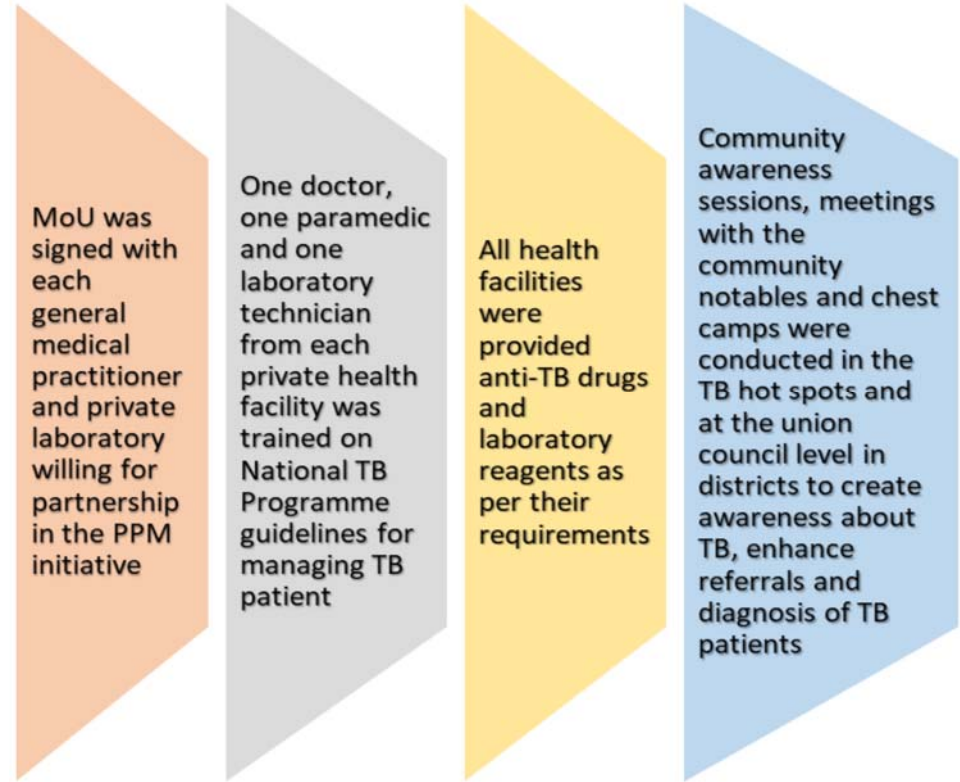 MoU was
signed with
each
general
medical
practitioner
and private
laboratory
willing for
partnership
in the PPM
initiative
One doctor,
one paramedic
and one
laboratory
technician
from each
private health
facility was
trained on
National TB
Programme
guidelines for
managing TB
patient
All health
facilities
were
provided
anti-TB drugs
and
laboratory
reagents as
per their
requirements
Community
awareness
sessions, meetings
with the
community
notables and chest
camps were
conducted in the
TB hot spots and
at the union
council level in
districts to create
awareness about
TB, enhance
referrals and
diagnosis of TB
patients